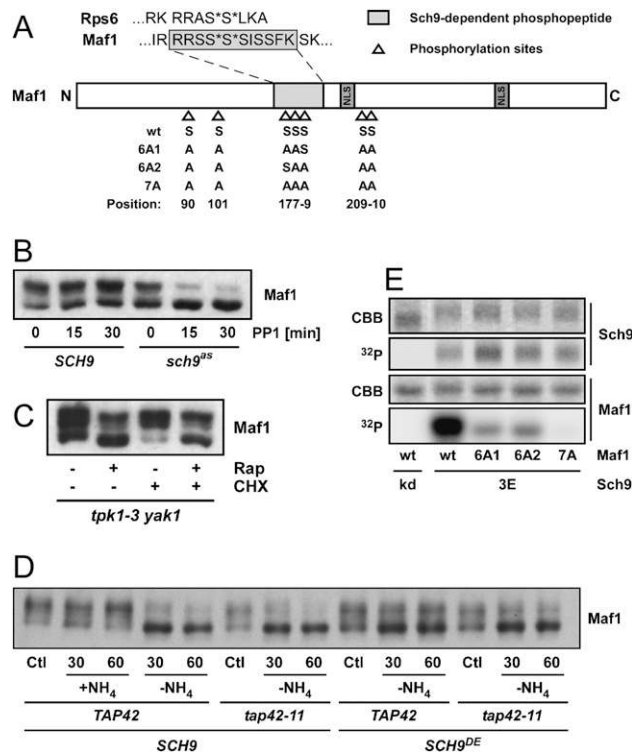 A
Rps6 ...RK RRAS*S*LKA
Maf1 ...IR RRSS*S*SISSFK SK...
Sch9-dependent phosphopeptide
Phosphorylation sites
Maf1 N NLS NLS C
wt S S SSS SS
6A1 A A AAS AA
6A2 A A SAA AA
7A A A AAA AA
Position: 90 101 177-9 209-10
B
Maf1
0 15 30 0 15 30 PP1 [min]
SCH9 sch9as
C
Maf1
- + - + Rap
- - + + CHX
tpk1-3 yak1
E
CBB
32P
Sch9
CBB
32P
Maf1
wt wt 6A1 6A2 7A Maf1
kd 3E Sch9
D
Maf1
Ctl 30 60 30 60 Ctl 30 60 Ctl 30 60 Ctl 30 60
+NH4 -NH4 -NH4 -NH4 -NH4
TAP42 tap42-11 TAP42 tap42-11
SCH9 SCH9DE